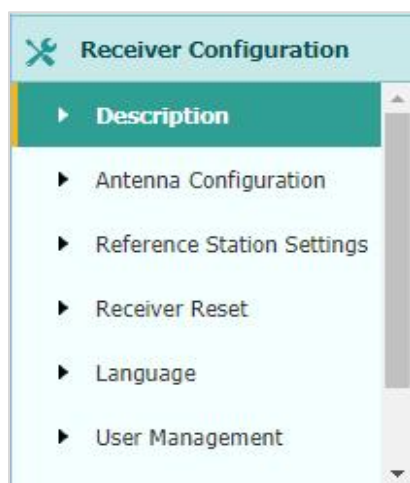 Receiver Configuration
Description
Antenna Configuration
Reference Station Settings
Receiver Reset
Language
User Management